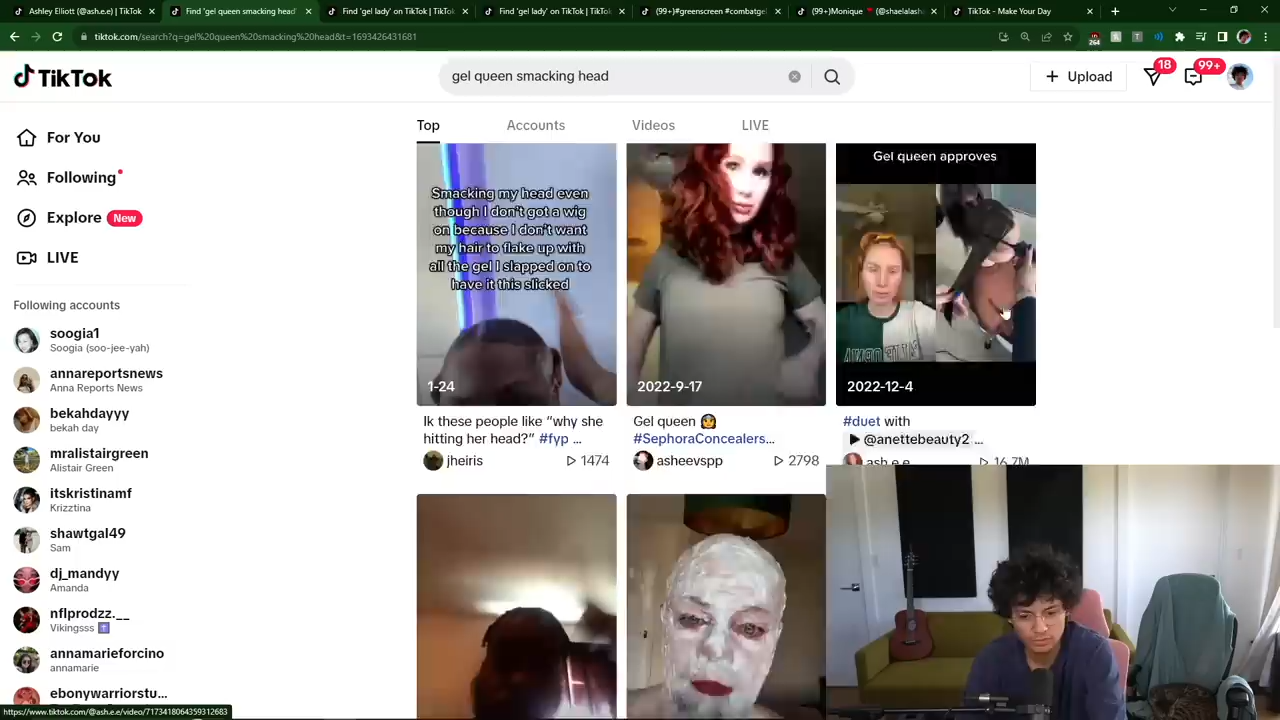 Ashley Elliott (@ash.e.e) | TikTok
Find 'gel queen smacking head'
Find 'gel lady' on TikTok | TikTok
Find 'gel lady' on TikTok | TikTok
(99+)#greenscreen #combatgel
(99+)Monique ❤️ (@shaelalash
TikTok - Make Your Day
tiktok.com/search?q=gel%20queen%20smacking%20head&t=1693426431681
264
TikTok
gel queen smacking head
Upload
18
99+
For You
Following
Explore New
LIVE
Following accounts
soogia1
Soogia (soo-jee-yah)
annareportsnews
Anna Reports News
bekahdayyy
bekah day
mralistairgreen
Alistair Green
itskristinamf
Krizztina
shawtgal49
Sam
dj_mandyy
Amanda
nflprodzz.__
Vikingsss ✝️
annamarieforcino
annamarie
ebonywarriorstu...
Top Accounts Videos LIVE
Smacking my head even
though I don't got a wig
on because I don't want
my hair to flake up with
all the gel I slapped on to
have it this slicked
1-24
Ik these people like “why she
hitting her head?” #fyp ...
jheiris 1474
2022-9-17
Gel queen 👩‍🚀
#SephoraConcealers...
asheevspp 2798
Gel queen approves
2022-12-4
#duet with
@anettebeauty2 ...
ash.e.e 16.7M
https://www.tiktok.com/@ash.e.e/video/7173418064359312683